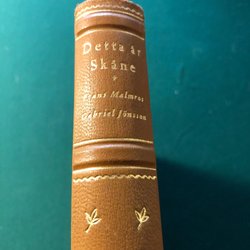 Detta är
Skåne
Frans Malmros
Gabriel Jönsson